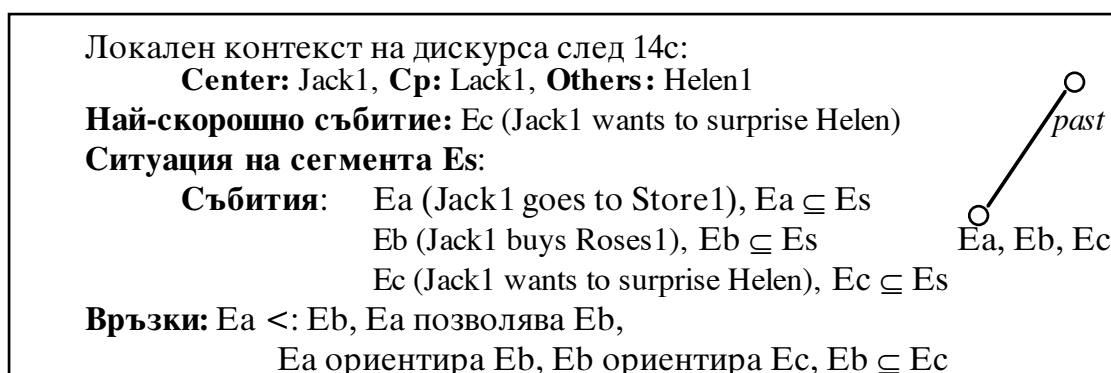 Локален контекст на дискурса след 14c:
Center: Jack1, Cp: Lack1, Others: Helen1
Най-скорошно събитие: Ec (Jack1 wants to surprise Helen)
past
Ситуация на сегмента Es:
Събития: Ea (Jack1 goes to Store1), Ea ⊆ Es
Eb (Jack1 buys Roses1), Eb ⊆ Es
Ea, Eb, Ec
Ec (Jack1 wants to surprise Helen), Ec ⊆ Es
Връзки: Ea <: Eb, Ea позволява Eb,
Ea ориентира Eb, Eb ориентира Ec, Eb ⊆ Ec